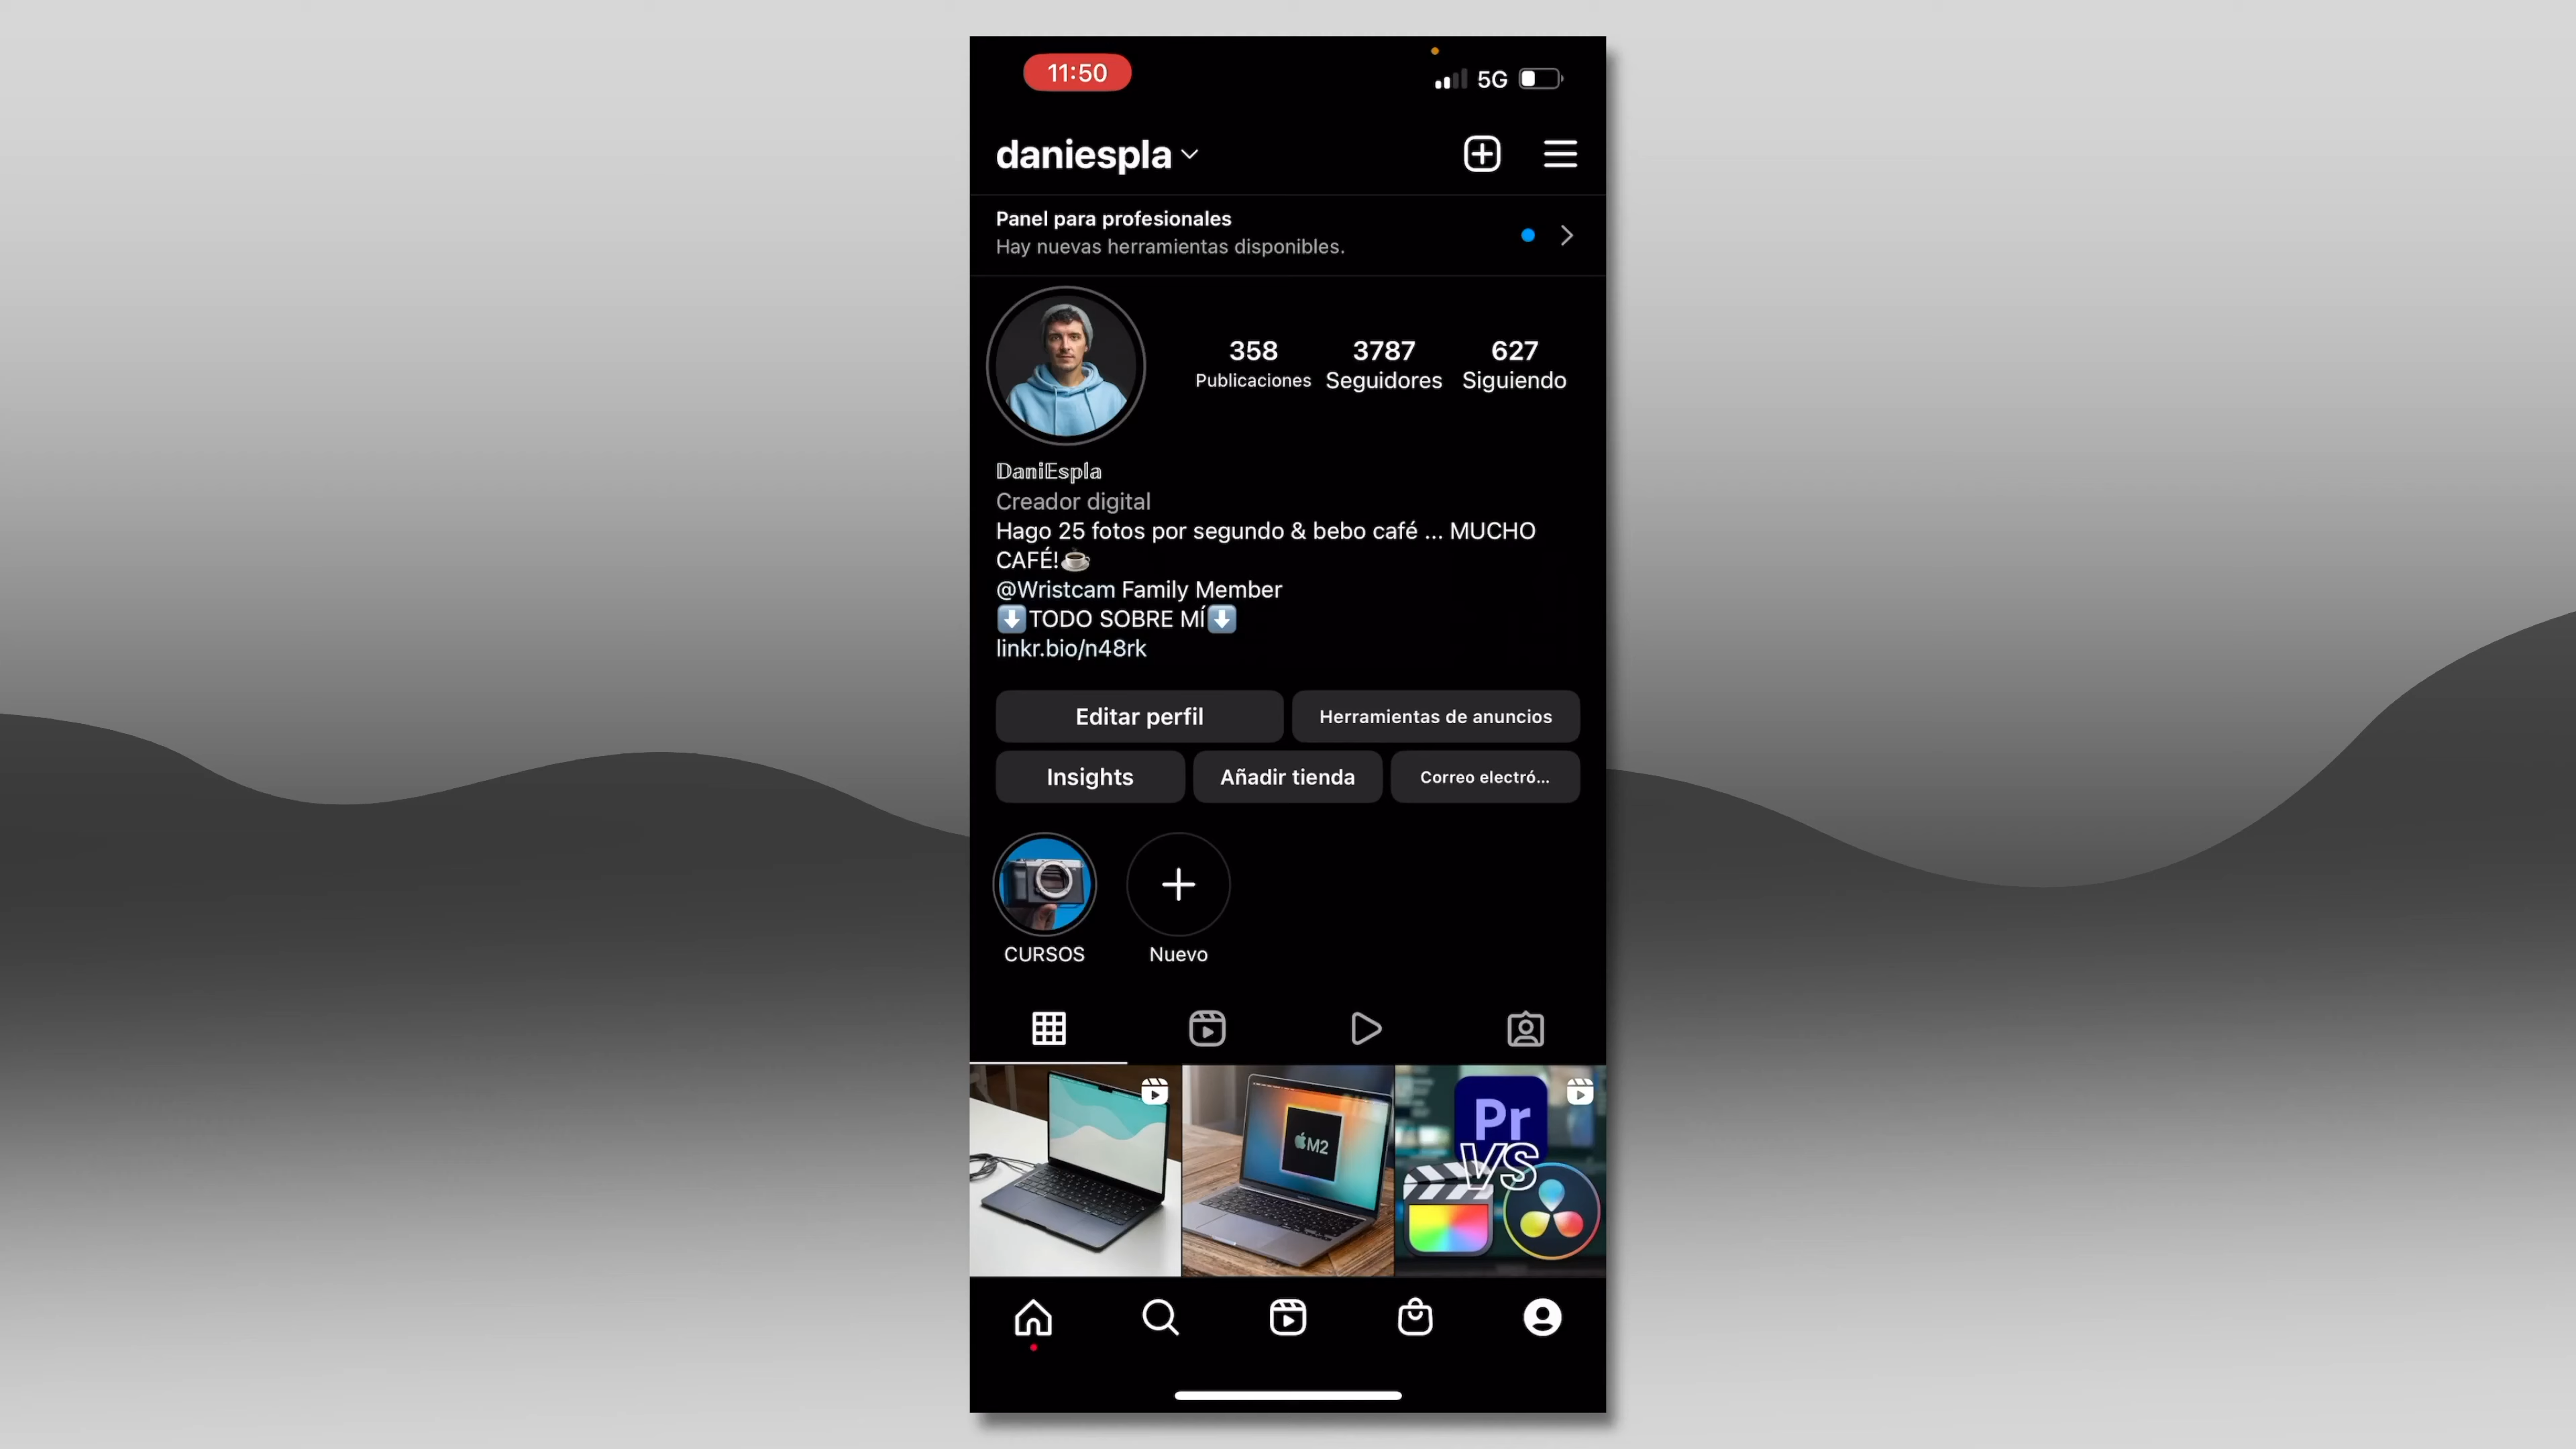 11:50
5G
daniespla
Panel para profesionales
Hay nuevas herramientas disponibles.
358 3787 627
Publicaciones Seguidores Siguiendo
𝔻𝕒𝕟𝕚𝔼𝕤𝕡𝕝𝕒
Creador digital
Hago 25 fotos por segundo & bebo café ... MUCHO
CAFÉ!☕
@Wristcam Family Member
⬇️TODO SOBRE MÍ⬇️
linkr.bio/n48rk
Editar perfil Herramientas de anuncios
Insights Añadir tienda Correo electró...
CURSOS Nuevo
M2
Pr
VS